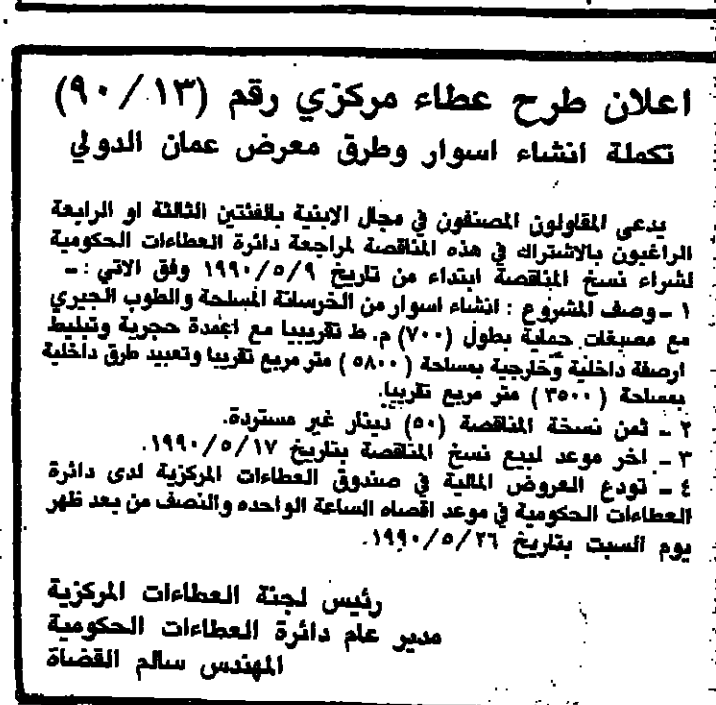 اعلان طرح عطاء مركزي رقم (٩٠/١٣)
تكملة انشاء اسوار وطرق معرض عمان الدولي
يدعى المقاولون المصنفون في مجال الابنية بالفئتين الثالثة او الرابعة
الراغبون بالاشتراك في هذه المناقصة لمراجعة دائرة العطاءات الحكومية
لشراء نسخ المناقصة ابتداء من تاريخ ١٩٩٠/٥/٩ وفق الاتي :ـ
١ ـ وصف المشروع : انشاء اسوار من الخرسانة المسلحة والطوب الجيري
مع مصبغات حماية بطول (٧٠٠) م.ط تقريبيا مع اعمدة حجرية وتبليط
ارصفة داخلية وخارجية بمساحة (٥٨٠٠) متر مربع تقريبا وتعبيد طرق داخلية
بمساحة (٣٥٠٠) متر مربع تقريبا.
٢ ـ ثمن نسخة المناقصة (٥٠) دينار غير مستردة.
٣ ـ اخر موعد لبيع نسخ المناقصة بتاريخ ١٩٩٠/٥/١٧.
٤ ـ تودع العروض المالية في صندوق العطاءات المركزية لدى دائرة
العطاءات الحكومية في موعد اقصاه الساعة الواحده والنصف من بعد ظهر
يوم السبت بتاريخ ١٩٩٠/٥/٢٦.
رئيس لجنة العطاءات المركزية
مدير عام دائرة العطاءات الحكومية
المهندس سالم القضاة